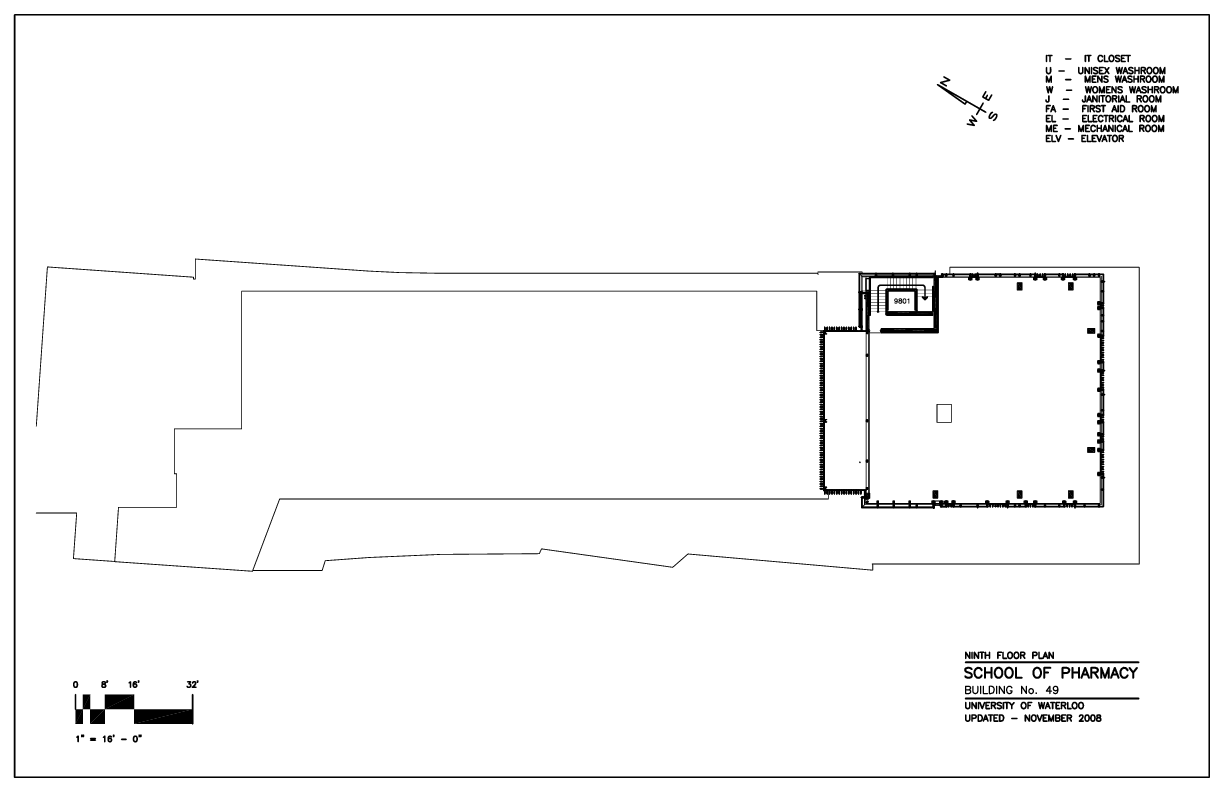 IT – IT CLOSET
U – UNISEX WASHROOM
M – MENS WASHROOM
W – WOMENS WASHROOM
J – JANITORIAL ROOM
FA – FIRST AID ROOM
EL – ELECTRICAL ROOM
ME – MECHANICAL ROOM
ELV – ELEVATOR
N
E
W
S
9801
0 8' 16' 32'
1" = 16' – 0"
NINTH FLOOR PLAN
SCHOOL OF PHARMACY
BUILDING No. 49
UNIVERSITY OF WATERLOO
UPDATED – NOVEMBER 2008